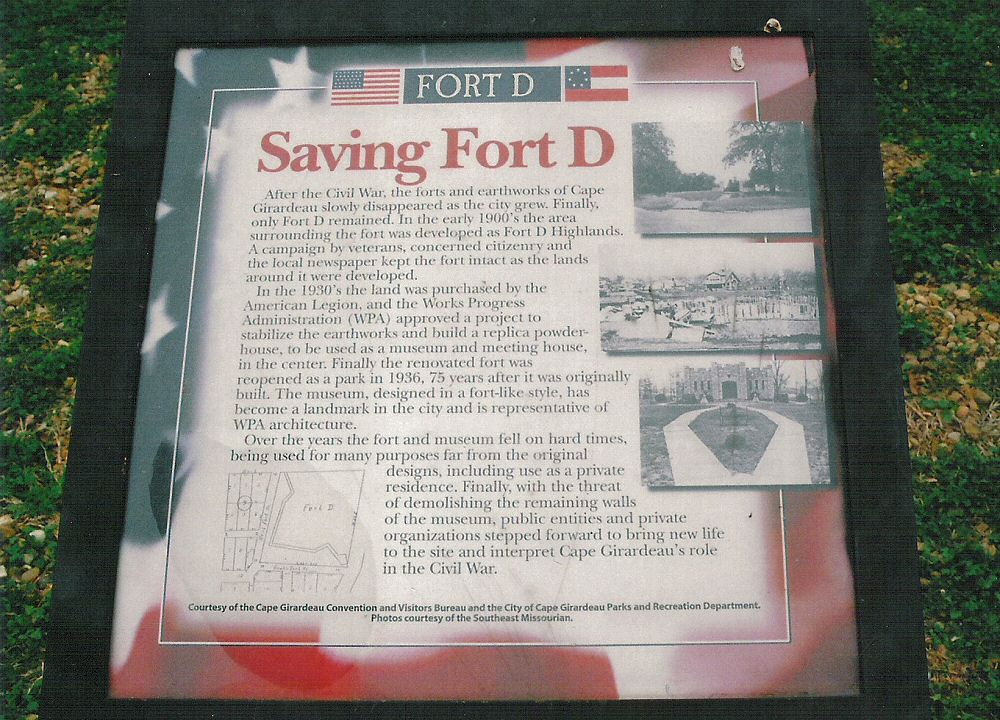 FORT D
Saving Fort D
After the Civil War, the forts and earthworks of Cape
Girardeau slowly disappeared as the city grew. Finally,
only Fort D remained. In the early 1900's the area
surrounding the fort was developed as Fort D Highlands.
A campaign by veterans, concerned citizenry and
the local newspaper kept the fort intact as the lands
around it were developed.
In the 1930's the land was purchased by the
American Legion, and the Works Progress
Administration (WPA) approved a project to
stabilize the earthworks and build a replica powder-
house, to be used as a museum and meeting house,
in the center. Finally the renovated fort was
reopened as a park in 1936, 75 years after it was originally
built. The museum, designed in a fort-like style, has
become a landmark in the city and is representative of
WPA architecture.
Over the years the fort and museum fell on hard times,
being used for many purposes far from the original
designs, including use as a private
residence. Finally, with the threat
of demolishing the remaining walls
of the museum, public entities and private
organizations stepped forward to bring new life
to the site and interpret Cape Girardeau's role
in the Civil War.
Fort D
Courtesy of the Cape Girardeau Convention and Visitors Bureau and the City of Cape Girardeau Parks and Recreation Department.
Photos courtesy of the Southeast Missourian.